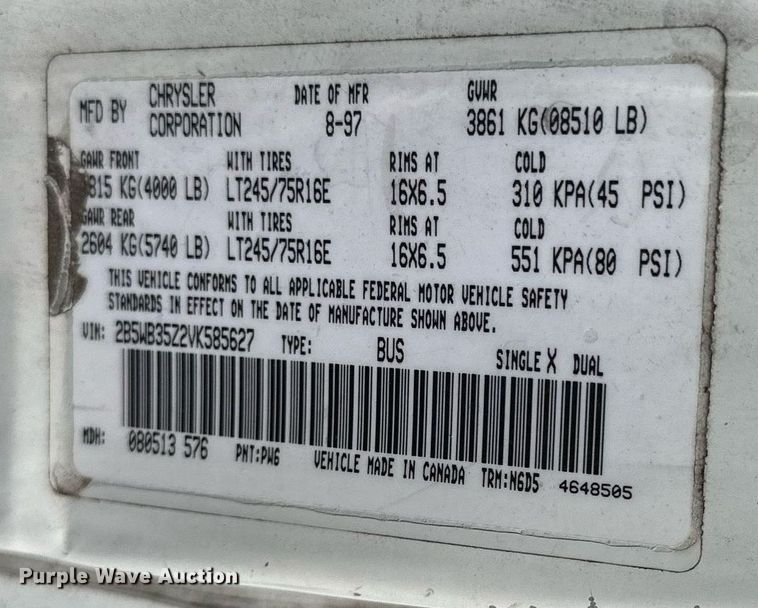 MFD BY CHRYSLER CORPORATION DATE OF MFR 8-97 GVWR 3861 KG(08510 LB)
GAWR FRONT WITH TIRES RIMS AT COLD
1815 KG(4000 LB) LT245/75R16E 16X6.5 310 KPA(45 PSI)
GAWR REAR WITH TIRES RIMS AT COLD
2604 KG(5740 LB) LT245/75R16E 16X6.5 551 KPA(80 PSI)
THIS VEHICLE CONFORMS TO ALL APPLICABLE FEDERAL MOTOR VEHICLE SAFETY
STANDARDS IN EFFECT ON THE DATE OF MANUFACTURE SHOWN ABOVE.
VIN: 2B5WB35Z2VK585627 TYPE: BUS SINGLE X DUAL
MDH: 080513 576 PNT:PW6 VEHICLE MADE IN CANADA TRM:N6D5 4648505
Purple Wave Auction